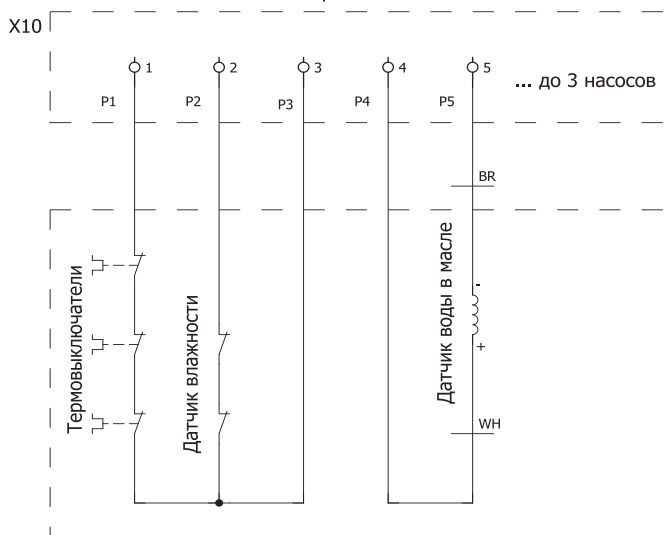 X10
1 2 3 4 5
... до 3 насосов
P1 P2 P3 P4 P5
BR
Термовыключатели
Датчик влажности
Датчик воды в масле
-
+
WH